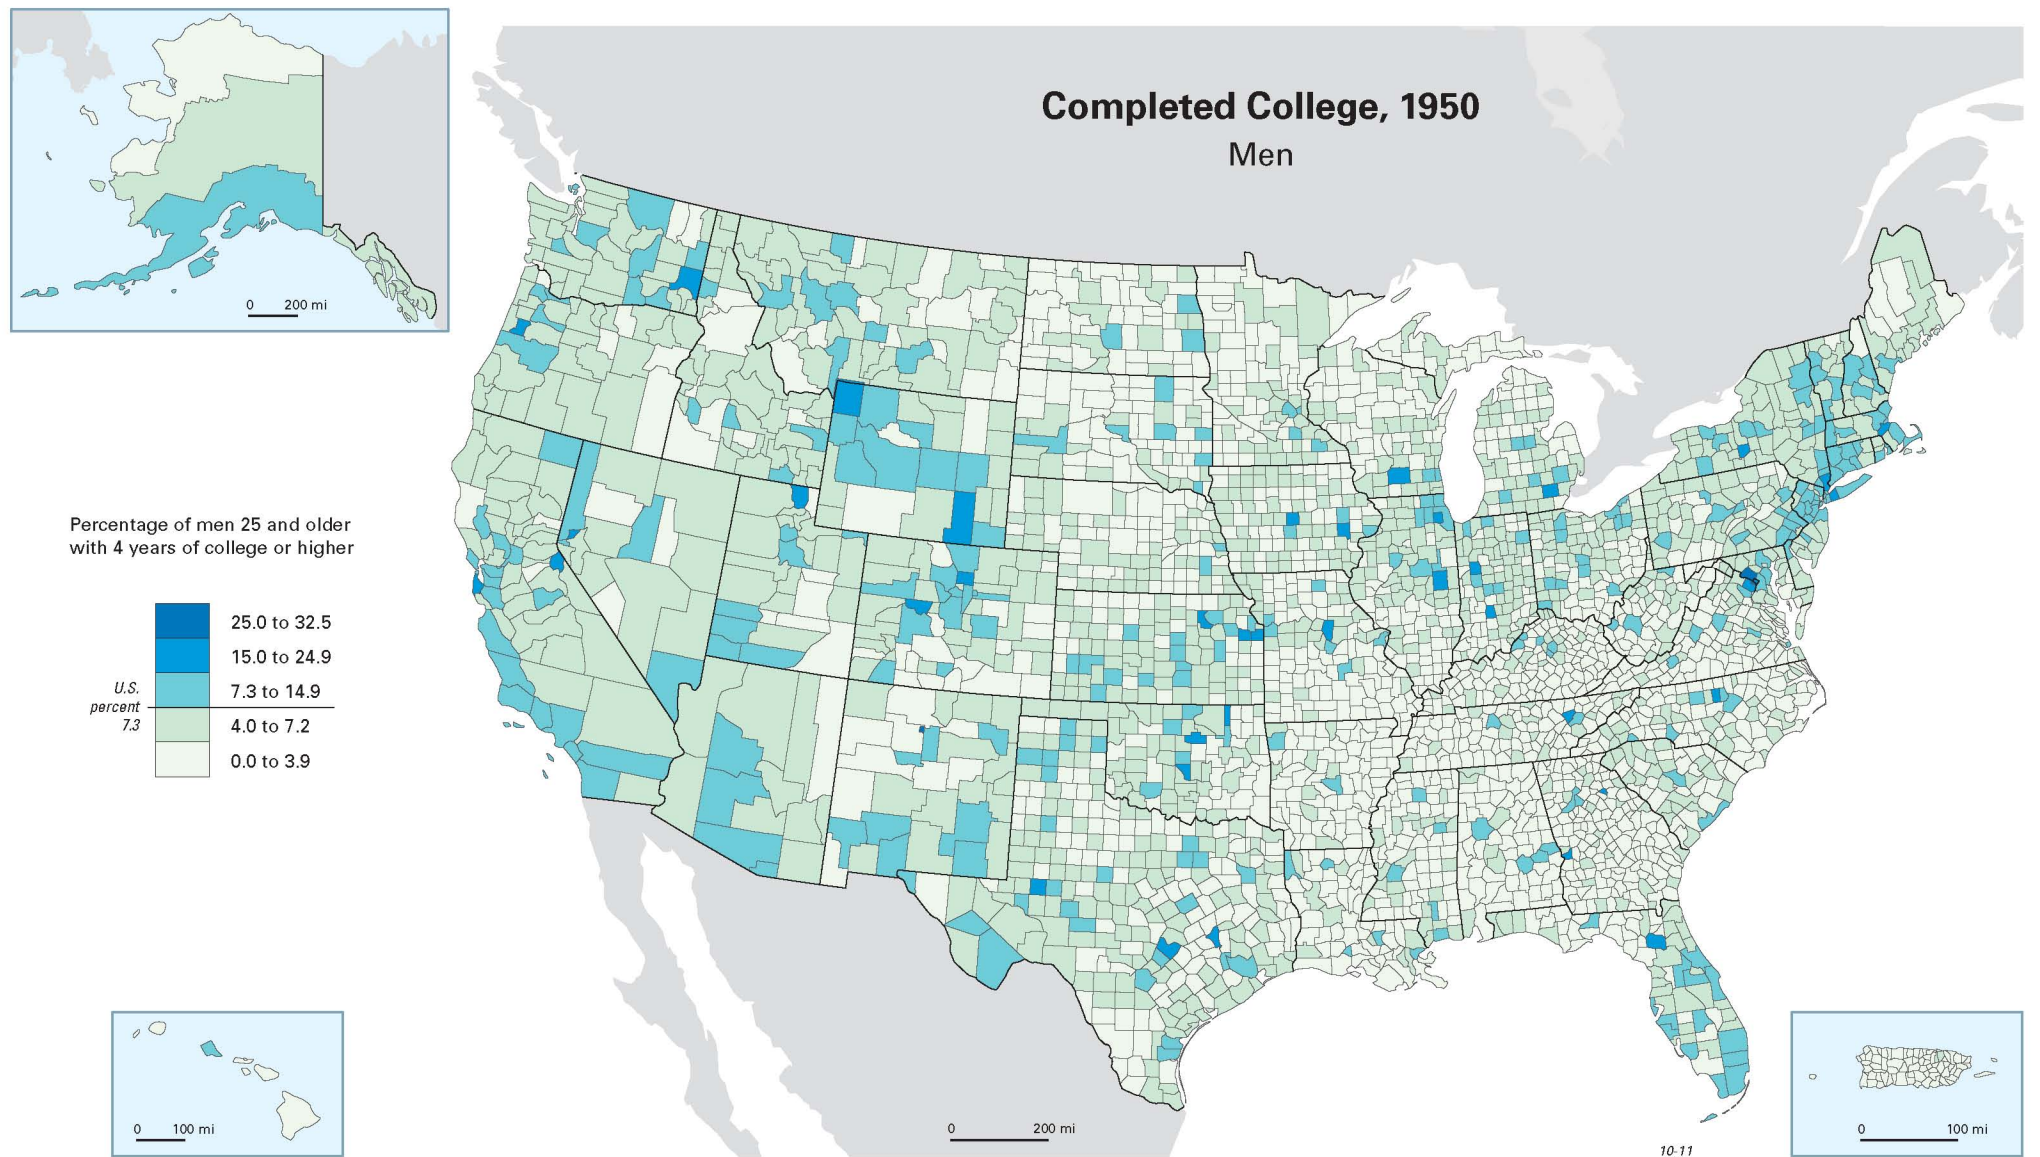 Completed College, 1950
Men
0 200 mi
Percentage of men 25 and older
with 4 years of college or higher
25.0 to 32.5
15.0 to 24.9
7.3 to 14.9
U.S.
percent
7.3
4.0 to 7.2
0.0 to 3.9
0 100 mi
0 200 mi
0 100 mi
10-11